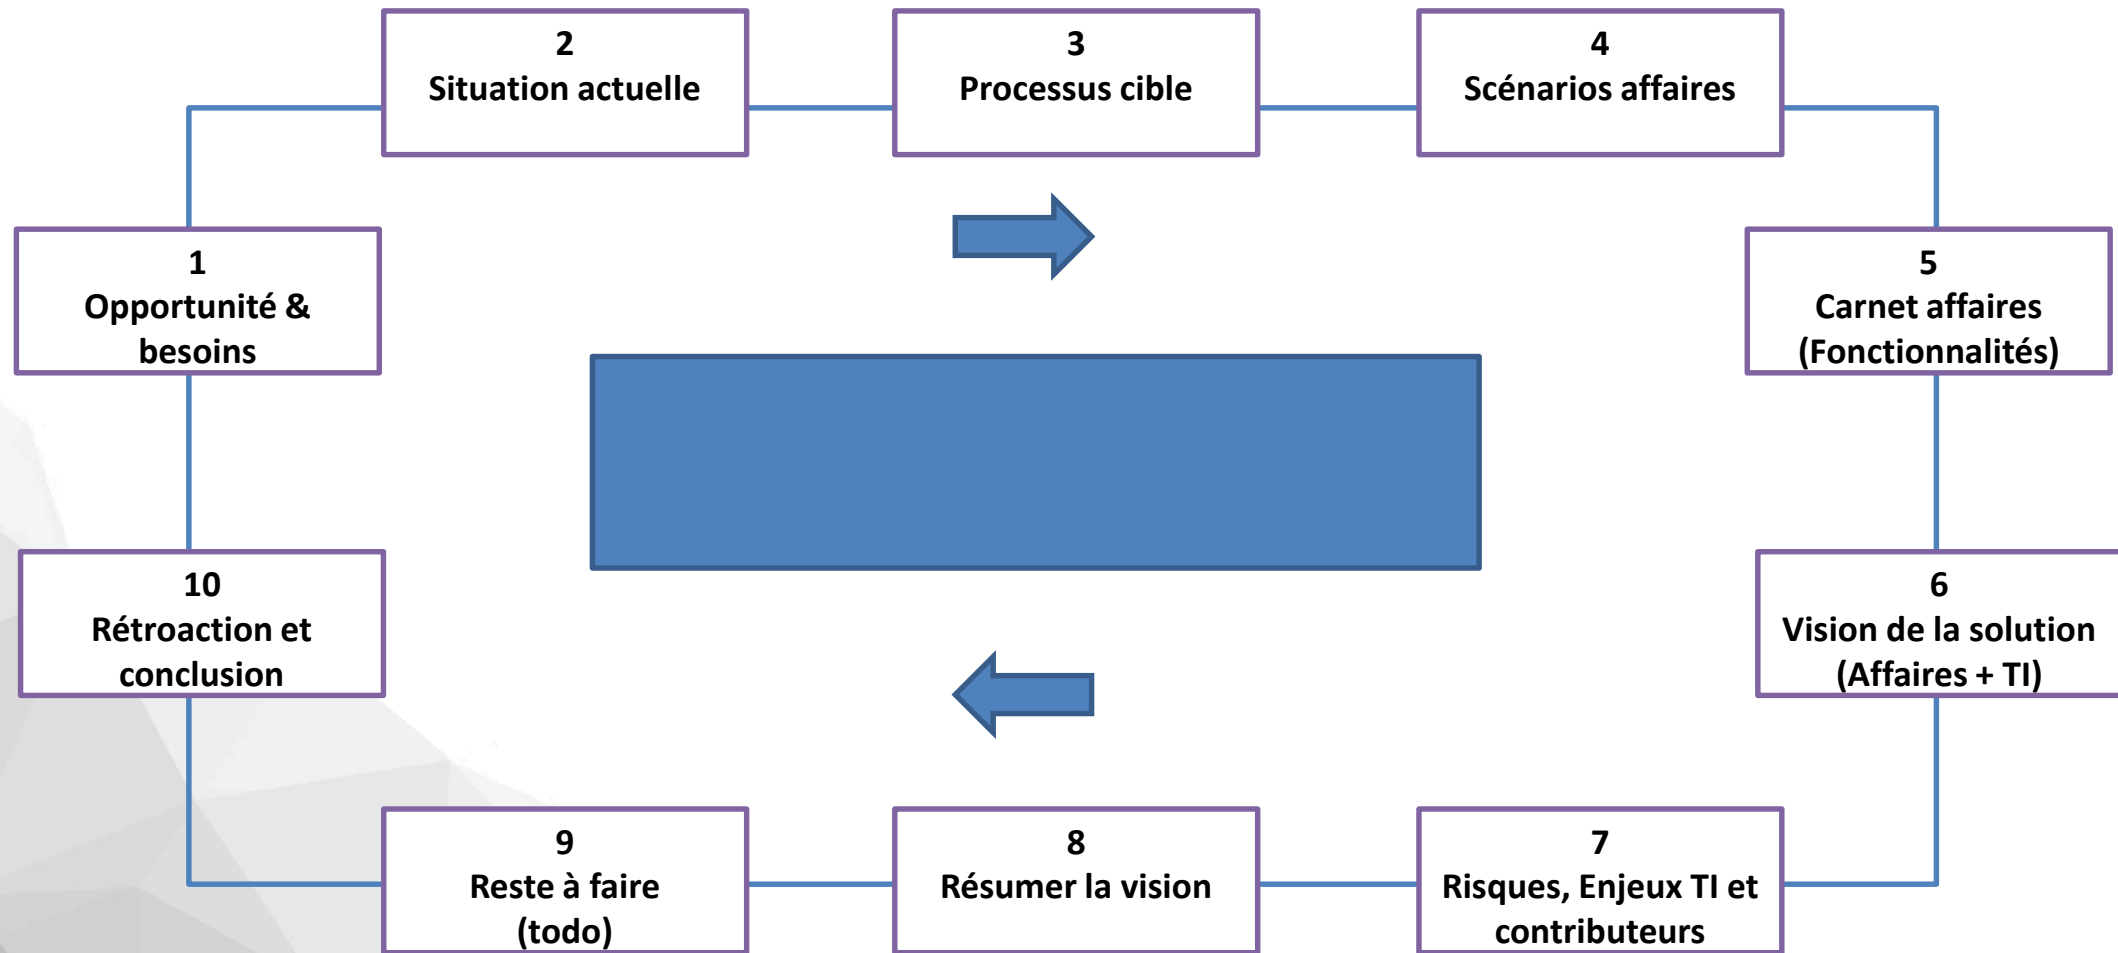 1
Opportunité &
besoins
2
Situation actuelle
3
Processus cible
4
Scénarios affaires
5
Carnet affaires
(Fonctionnalités)
6
Vision de la solution
(Affaires + TI)
7
Risques, Enjeux TI et
contributeurs
8
Résumer la vision
9
Reste à faire
(todo)
10
Rétroaction et
conclusion